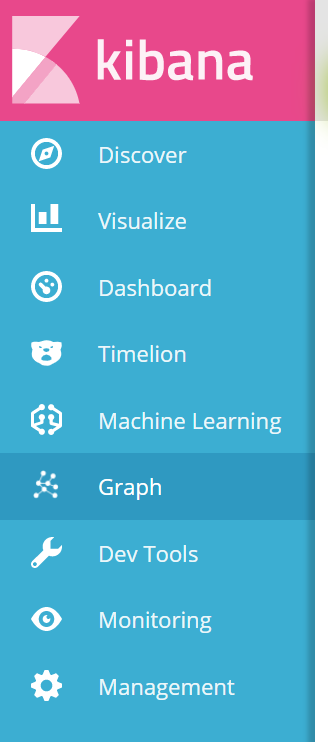 kibana
Discover
Visualize
Dashboard
Timelion
Machine Learning
Graph
Dev Tools
Monitoring
Management